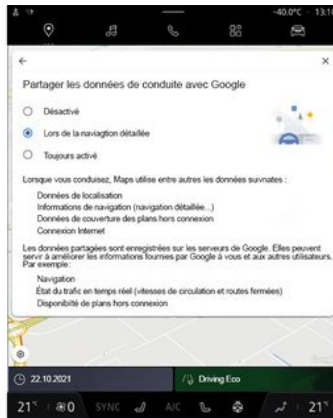 -40.0°C 13:10
Partager les données de conduite avec Google
Désactivé
Lors de la naviagtion détaillée
Toujours activé
Lorsque vous conduisez, Maps utilise entre autres les données suivnates :
Données de localisation
Informations de navigation (navigation détaillée...)
Données de couverture des plans hors connexion
Connexion Internet
Les données partagées sont enregistrées sur les serveurs de Google. Elles peuvent
servir à améliorer les informations fournies par Google à vous et aux autres utilisateurs.
Par exemple :
Navigation
État du trafic en temps réel (vitesses de circulation et routes fermées)
Disponibilté de plans hors connexion
22.10.2021 Driving Eco
21° 0 SYNC A/C 21°